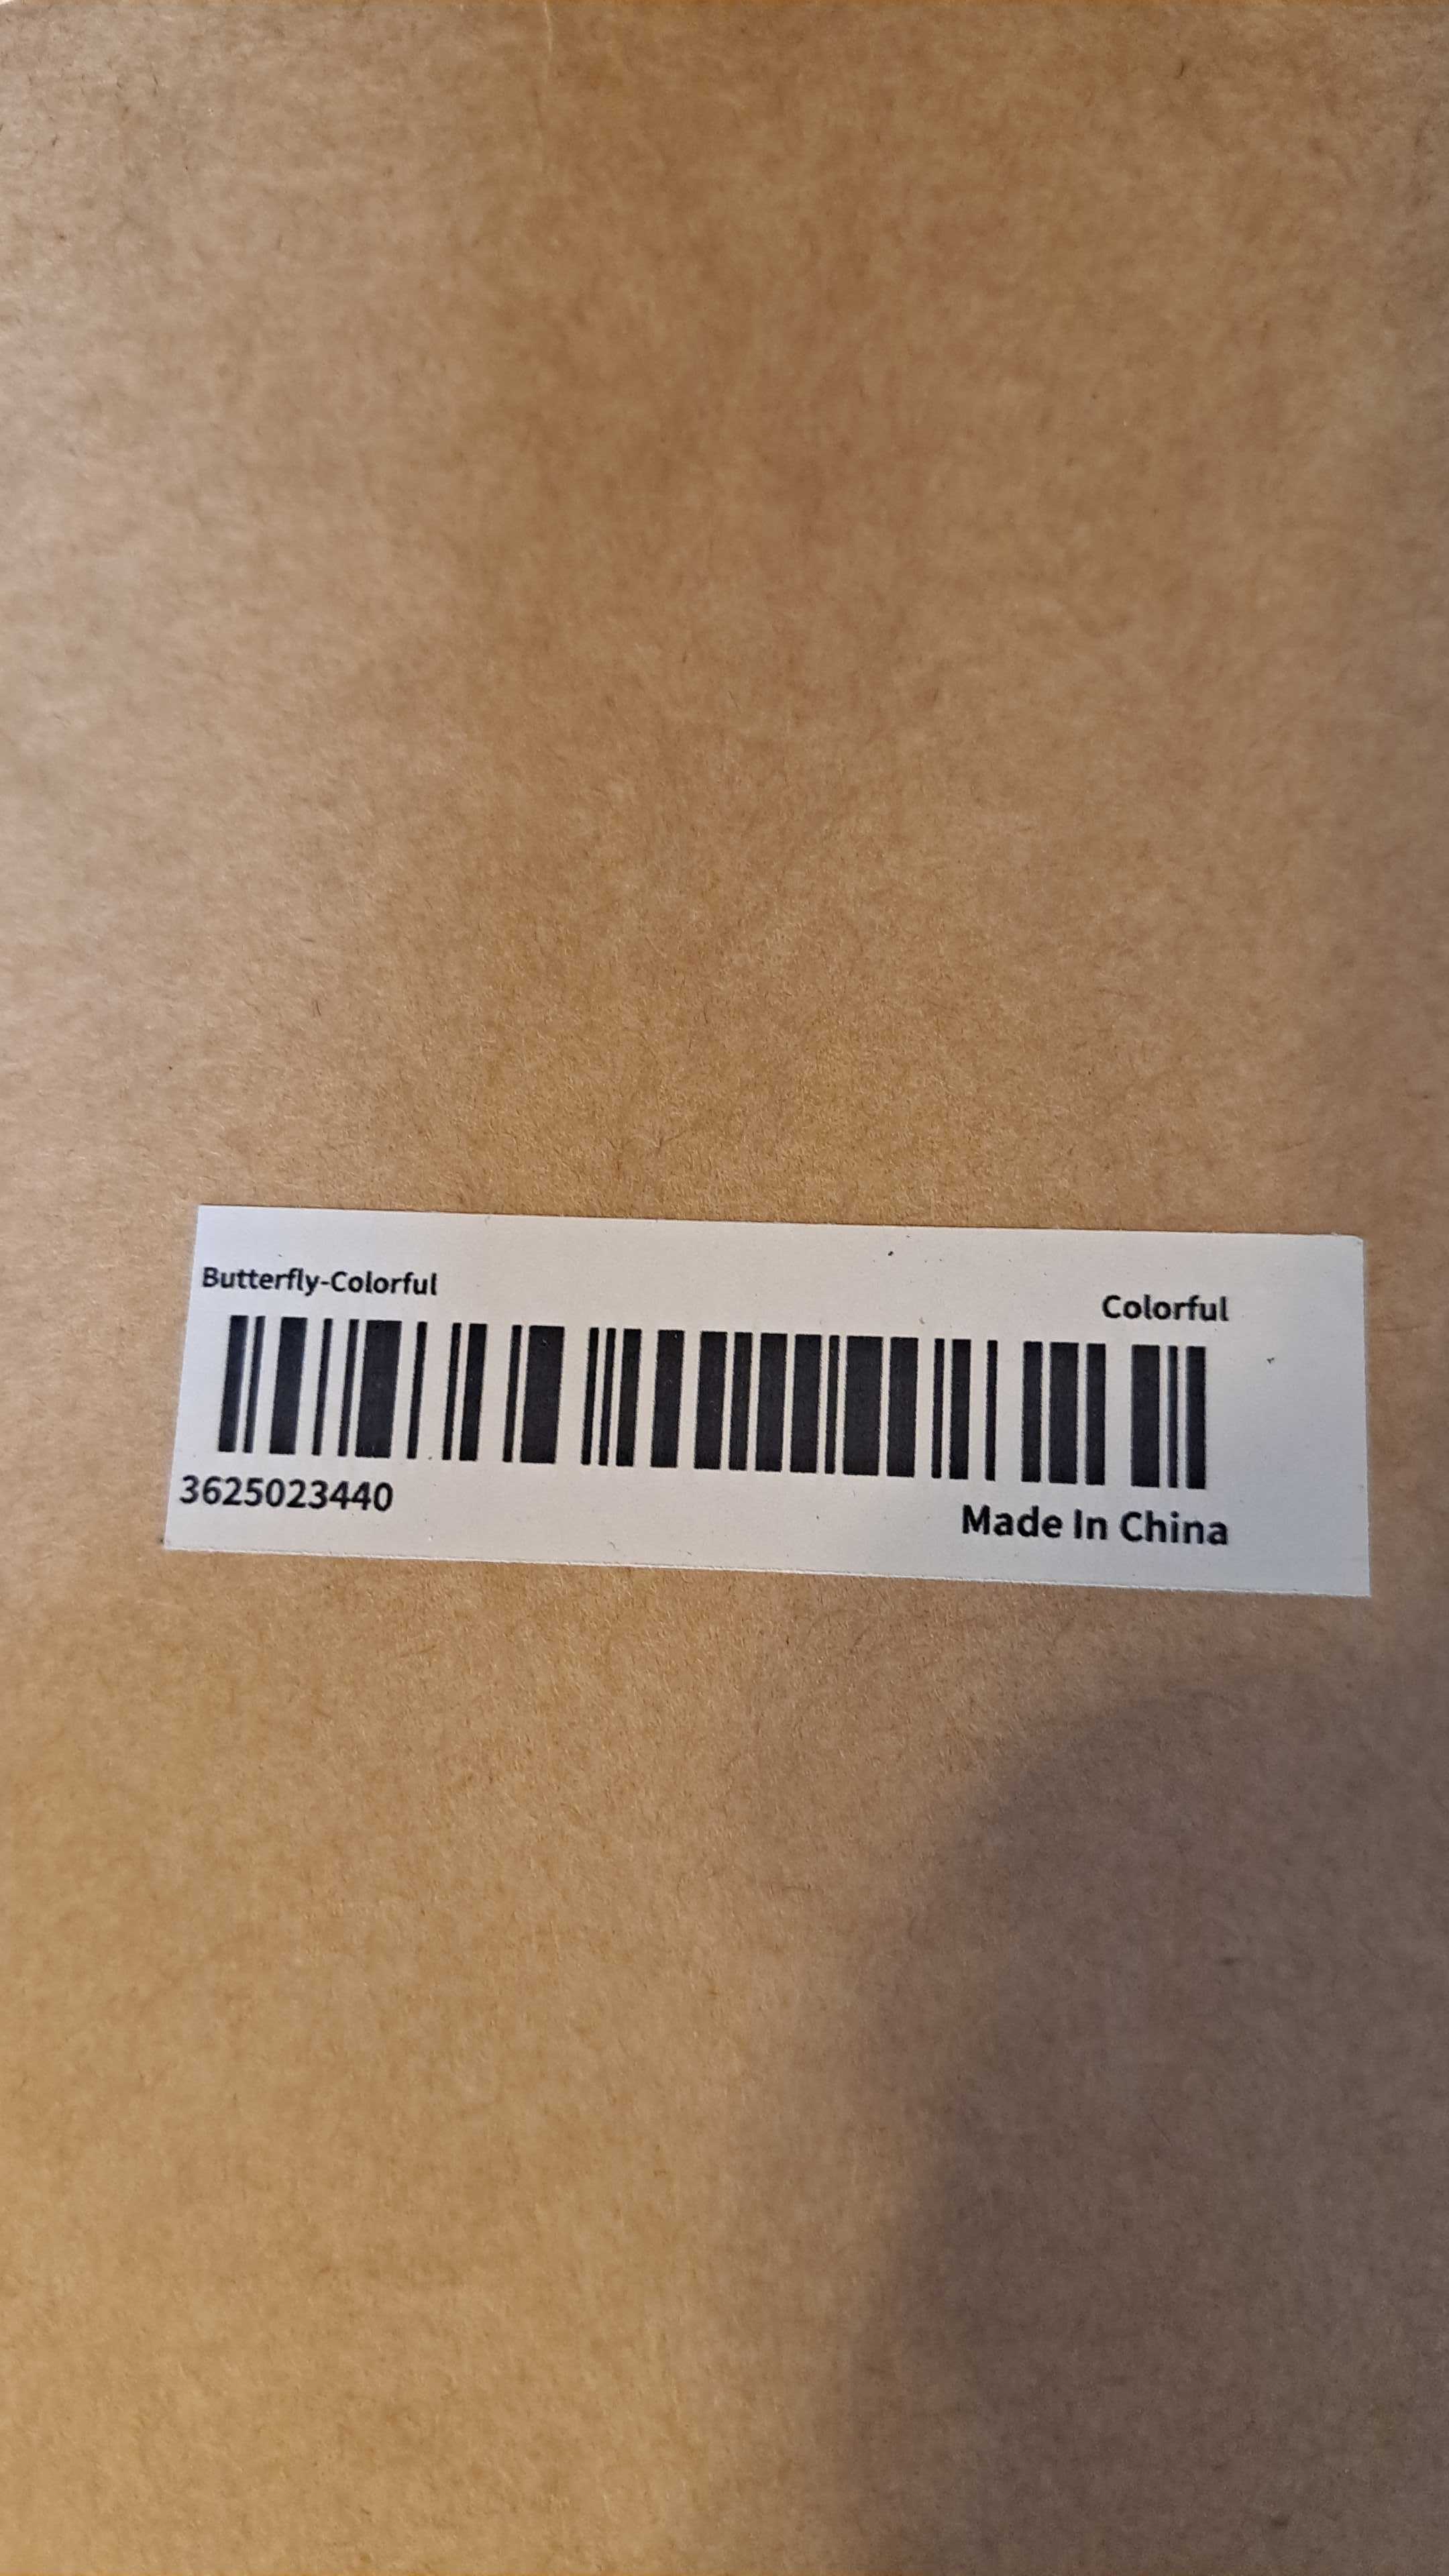 Butterfly-Colorful
Colorful
3625023440
Made In China